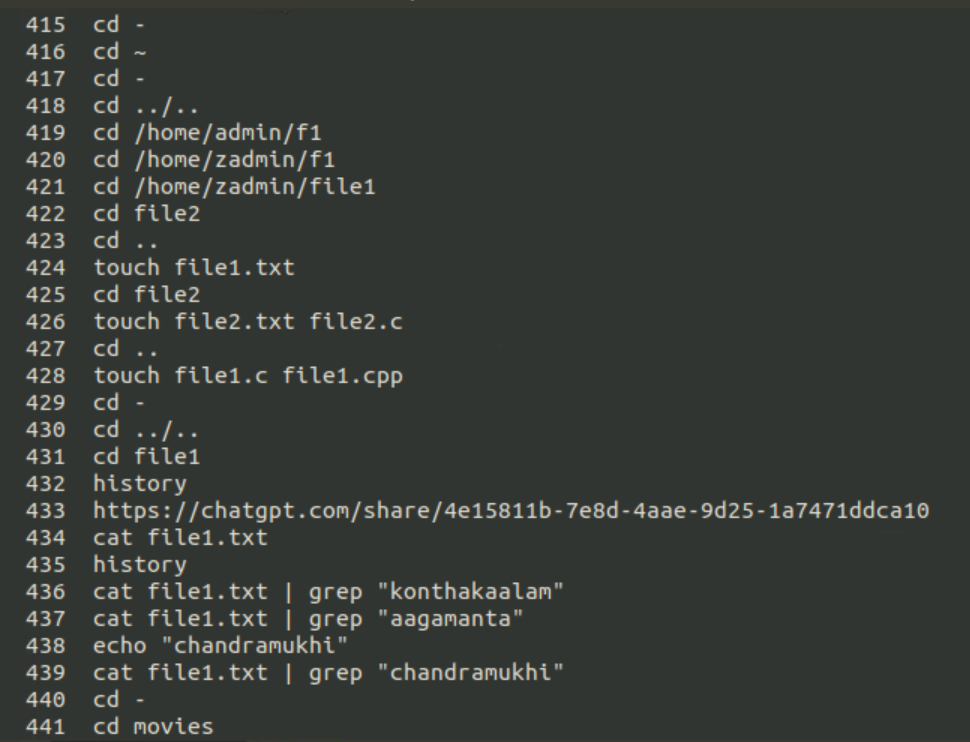 415 cd -
416 cd ~
417 cd -
418 cd ../..
419 cd /home/admin/f1
420 cd /home/zadmin/f1
421 cd /home/zadmin/file1
422 cd file2
423 cd ..
424 touch file1.txt
425 cd file2
426 touch file2.txt file2.c
427 cd ..
428 touch file1.c file1.cpp
429 cd -
430 cd ../..
431 cd file1
432 history
433 https://chatgpt.com/share/4e15811b-7e8d-4aae-9d25-1a7471ddca10
434 cat file1.txt
435 history
436 cat file1.txt | grep "konthakaalam"
437 cat file1.txt | grep "aagamanta"
438 echo "chandramukhi"
439 cat file1.txt | grep "chandramukhi"
440 cd -
441 cd movies